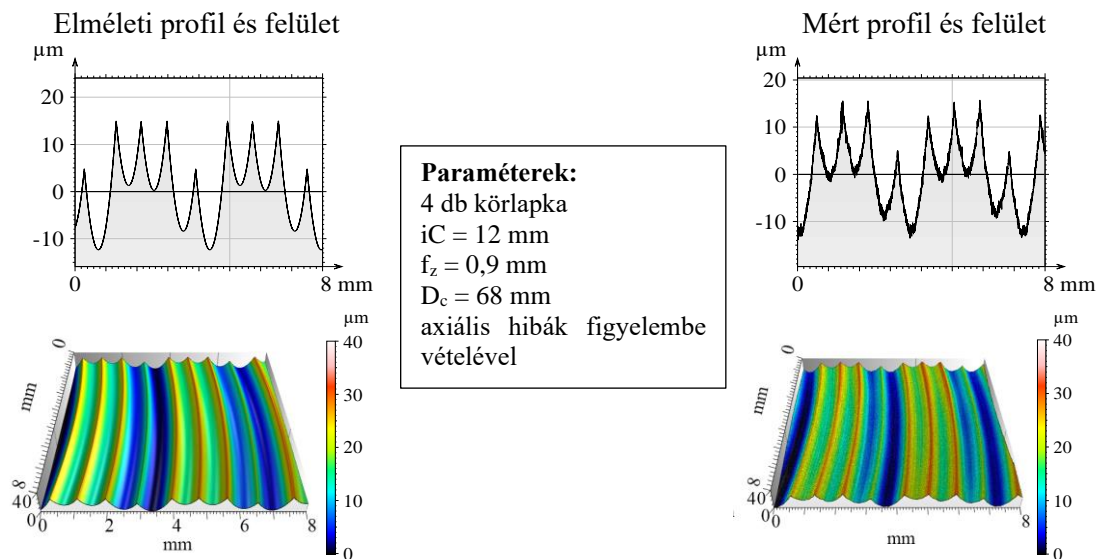 Elméleti profil és felület
µm
20
10
0
-10
0
8 mm
µm
0
mm
8
40
0
0
2
4
6
8
mm
40
30
20
10
0
Paraméterek:
4 db körlapka
iC = 12 mm
f_z = 0,9 mm
D_c = 68 mm
axiális hibák figyelembe
vételével
Mért profil és felület
µm
20
10
0
-10
0
8 mm
µm
0
mm
8
40
0
0
8
mm
40
30
20
10
0